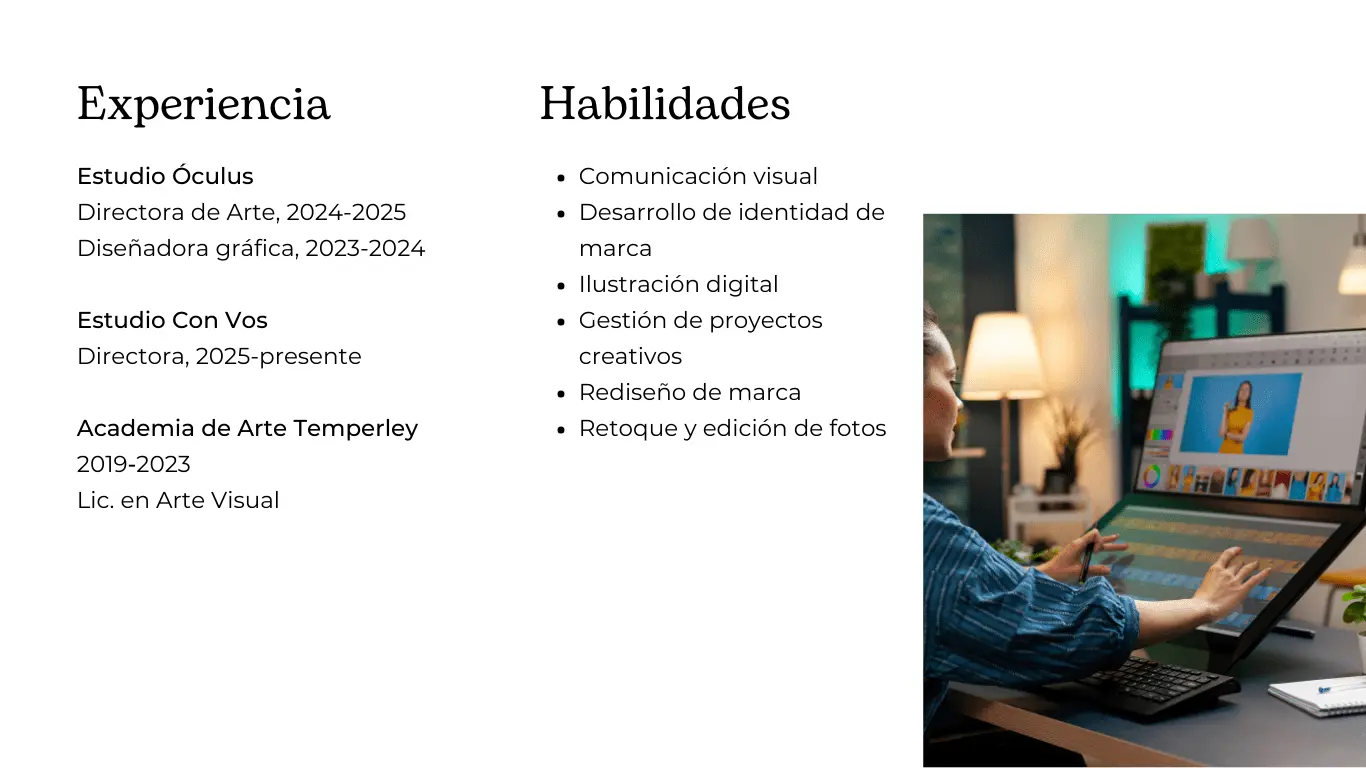 Experiencia
Estudio Óculus
Directora de Arte, 2024-2025
Diseñadora gráfica, 2023-2024
Estudio Con Vos
Directora, 2025-presente
Academia de Arte Temperley
2019-2023
Lic. en Arte Visual
Habilidades
Comunicación visual
Desarrollo de identidad de
marca
Ilustración digital
Gestión de proyectos
creativos
Rediseño de marca
Retoque y edición de fotos